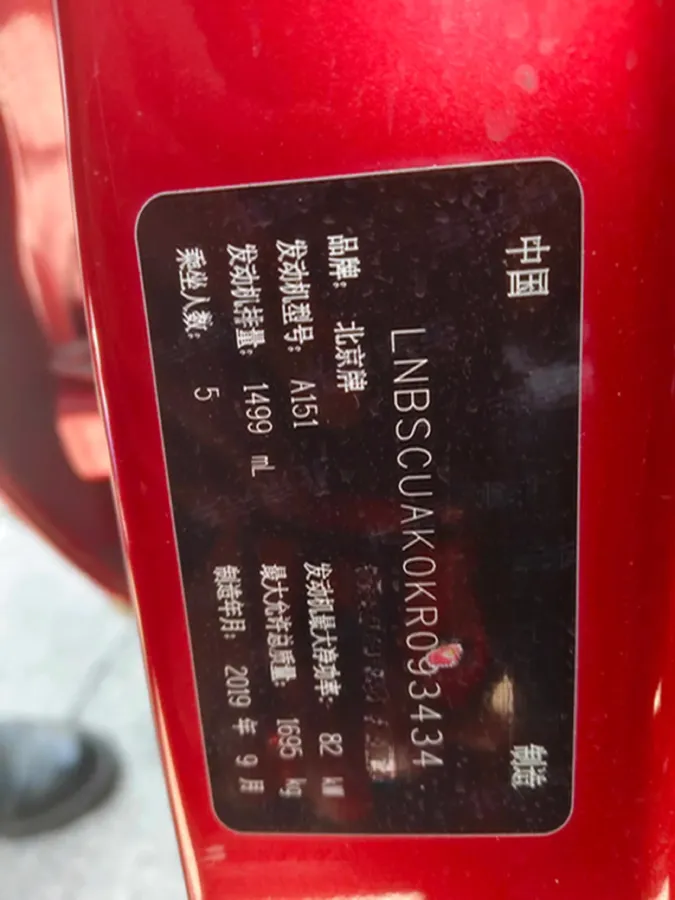 中国 制造
LNBSCUAK0KR093434
品牌: 北京牌
发动机型号: A151 发动机最大净功率: 82 kW
发动机排量: 1499 mL 最大允许总质量: 1695 kg
乘坐人数: 5 制造年月: 2019 年 9 月